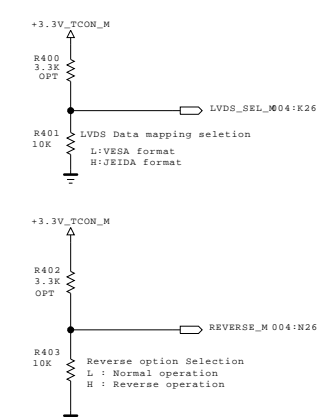 +3.3V_TCON_M
R400
3.3K
OPT
LVDS_SEL_M 004:K26
R401
10K
LVDS Data mapping seletion
L:VESA format
H:JEIDA format
+3.3V_TCON_M
R402
3.3K
OPT
REVERSE_M 004:N26
R403
10K
Reverse option Selection
L : Normal operation
H : Reverse operation